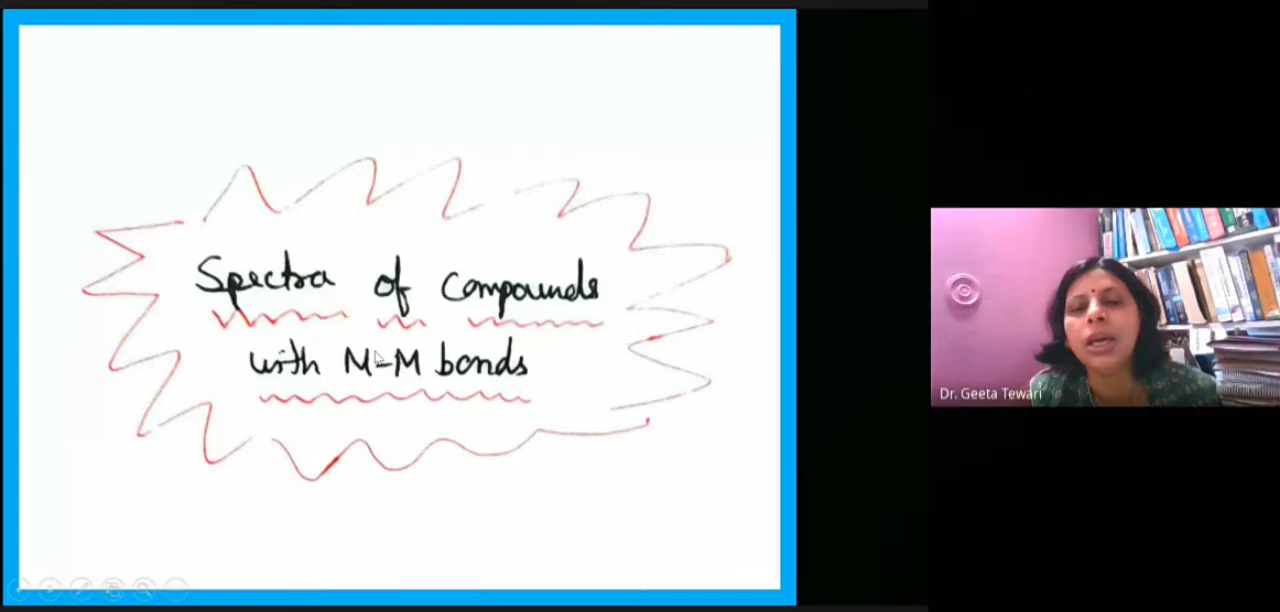 Spectra of compounds
with M-M bonds
Dr. Geeta Tewari